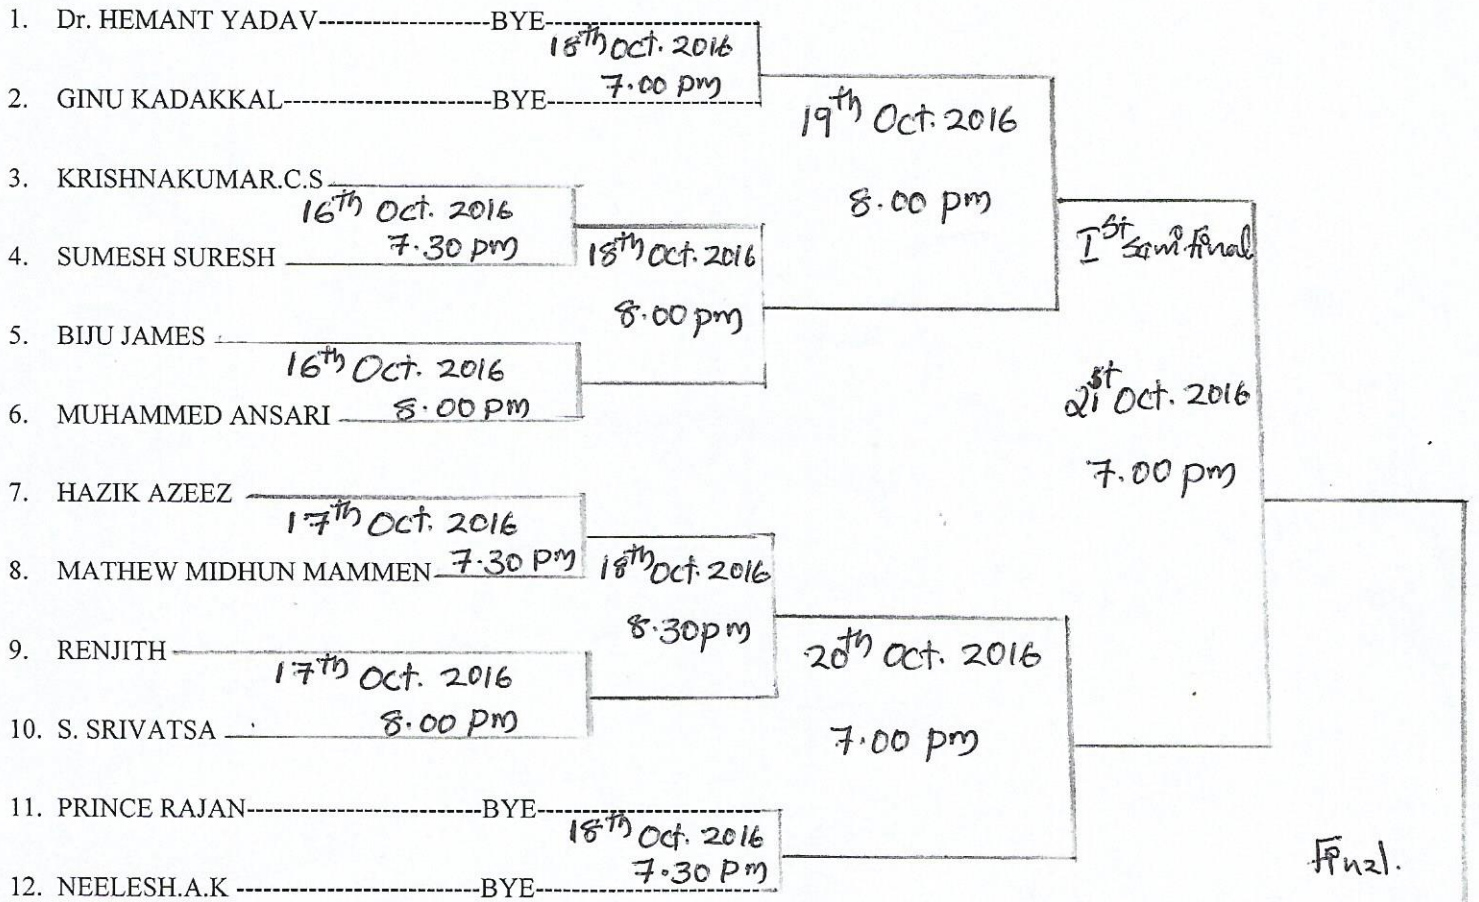 1. Dr. HEMANT YADAV-------------------BYE------------------------
18th Oct. 2016
7.00 pm
2. GINU KADAKKAL-----------------------BYE------------------------
19th Oct. 2016
8.00 pm
3. KRISHNAKUMAR.C.S
16th Oct. 2016
7.30 pm
4. SUMESH SURESH
18th Oct. 2016
8.00 pm
Ist Semi final
5. BIJU JAMES
16th Oct. 2016
8.00 pm
6. MUHAMMED ANSARI
21st Oct. 2016
7.00 pm
7. HAZIK AZEEZ
17th Oct. 2016
7.30 pm
8. MATHEW MIDHUN MAMMEN
18th Oct. 2016
8.30pm
9. RENJITH
17th Oct. 2016
8.00 pm
10. S. SRIVATSA
20th Oct. 2016
7.00 pm
11. PRINCE RAJAN--------------------------BYE---------------------------
18th Oct. 2016
7.30 pm
12. NEELESH.A.K ---------------------------BYE---------------------------
Final.